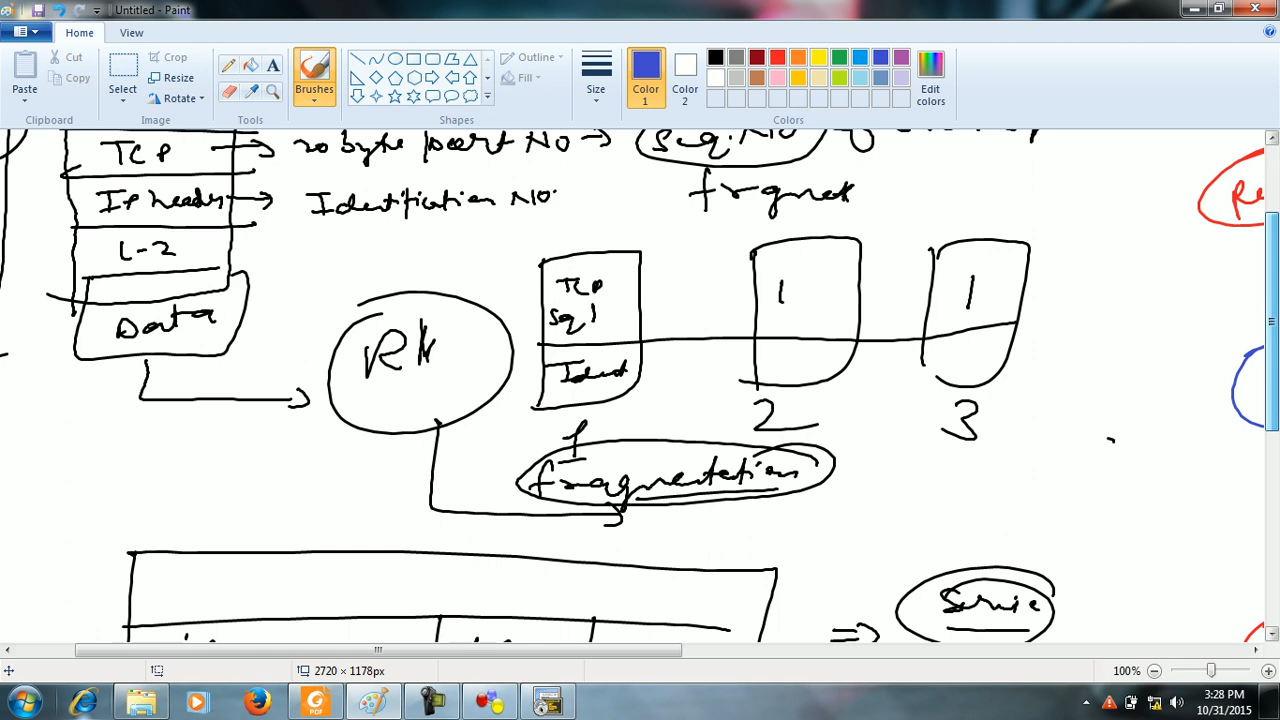 Untitled - Paint
Home View
Paste
Cut
Copy
Select
Crop
Resize
Rotate
Brushes
Outline
Fill
Size
Color 1
Color 2
Edit colors
Clipboard Image Tools Shapes Colors
TCP → 20 byte port No → Seq. No
IP header → Identification No.
fragment
L-2
Data
TCP
Sq 1
Ident
1
1
1
2
3
fragmentation
⇒
2720 × 1178px
100%
PDF
3:28 PM
10/31/2015